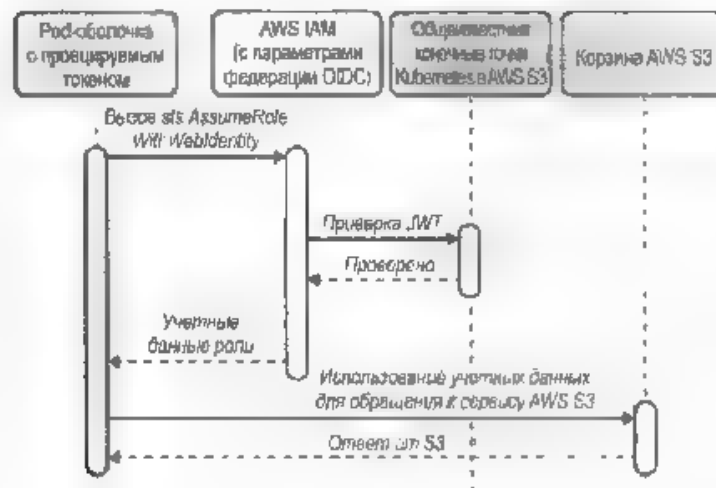 Pod-оболочка
с проецируемым
токеном
AWS IAM
(с параметрами
федерации OIDC)
Общеизвестные
конечные точки
Kubernetes в AWS S3
Корзина AWS S3
Вызов sts AssumeRole
With WebIdentity
Проверка JWT
Проверено
Учетные
данные роли
Использование учетных данных
для обращения к сервису AWS S3
Ответ от S3